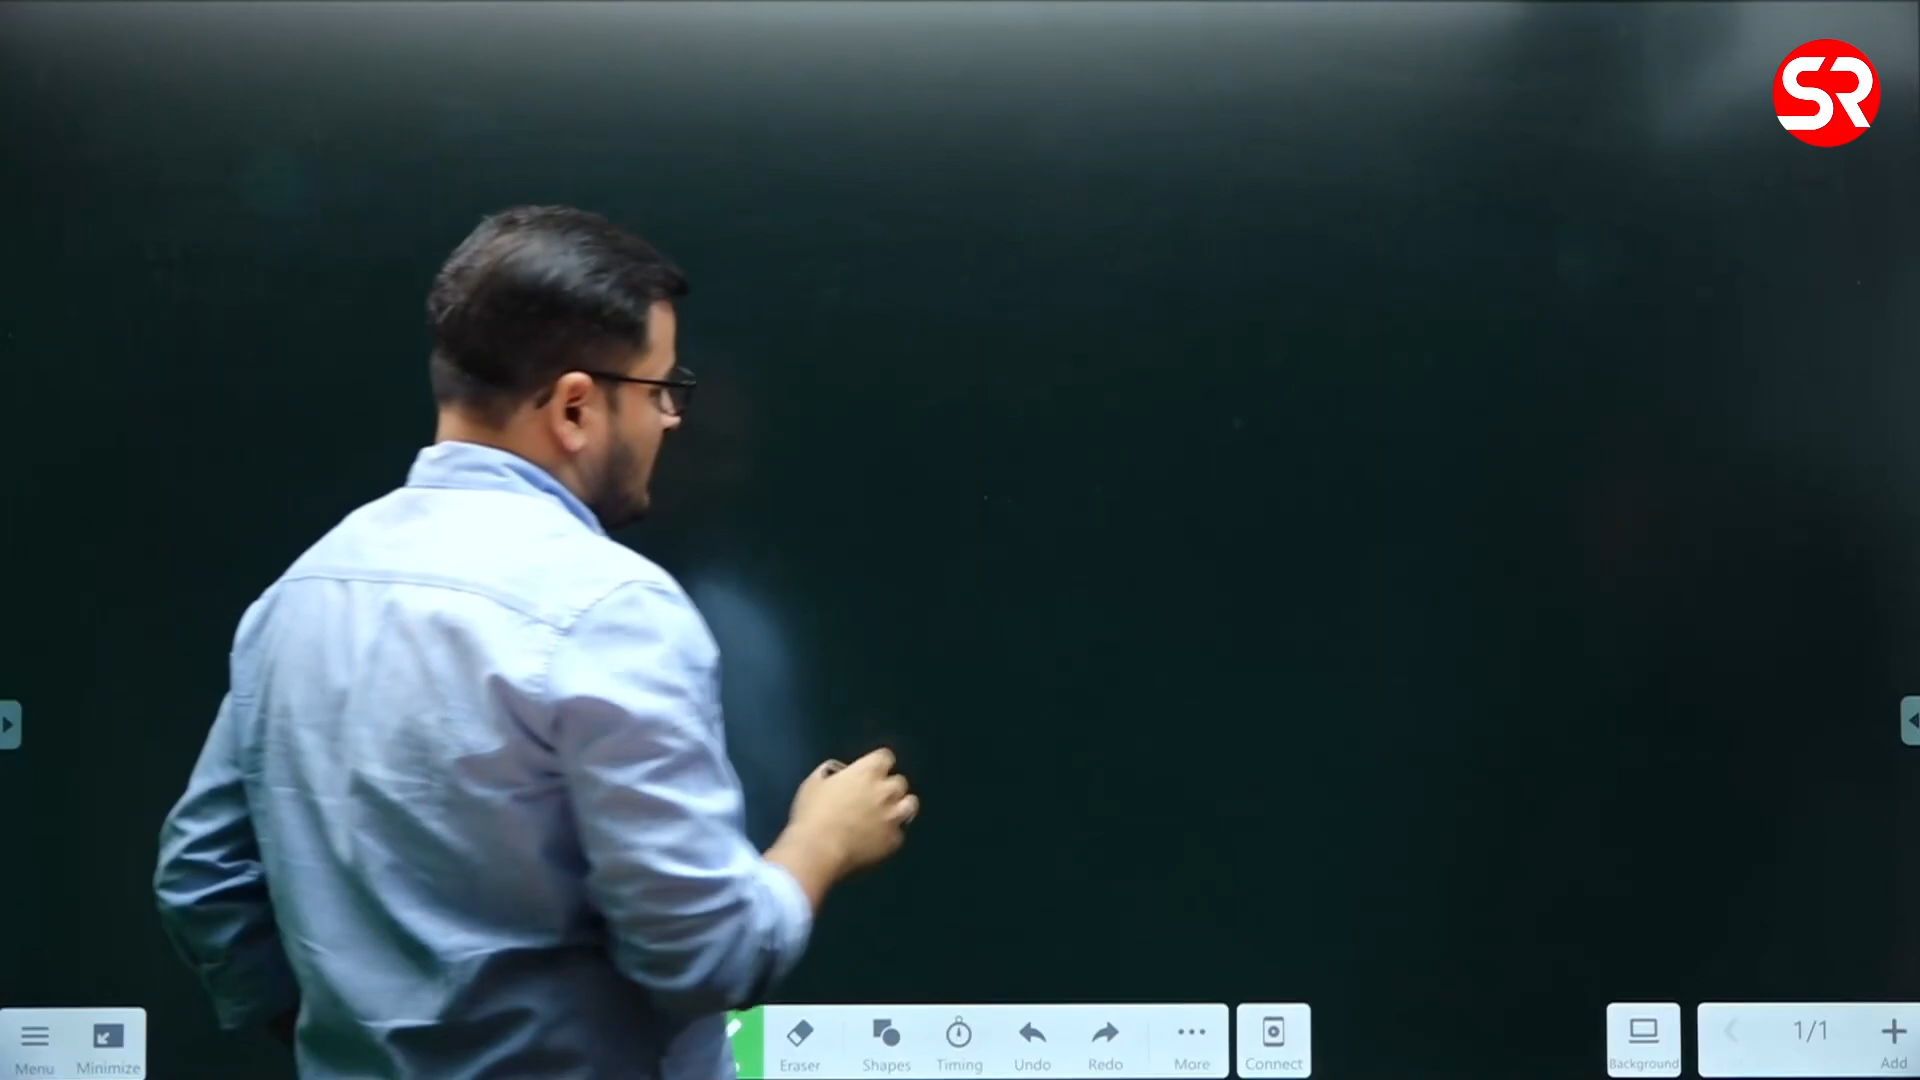 SR
Menu
Minimize
Eraser
Shapes
Timing
Undo
Redo
More
Connect
Background
1/1
Add